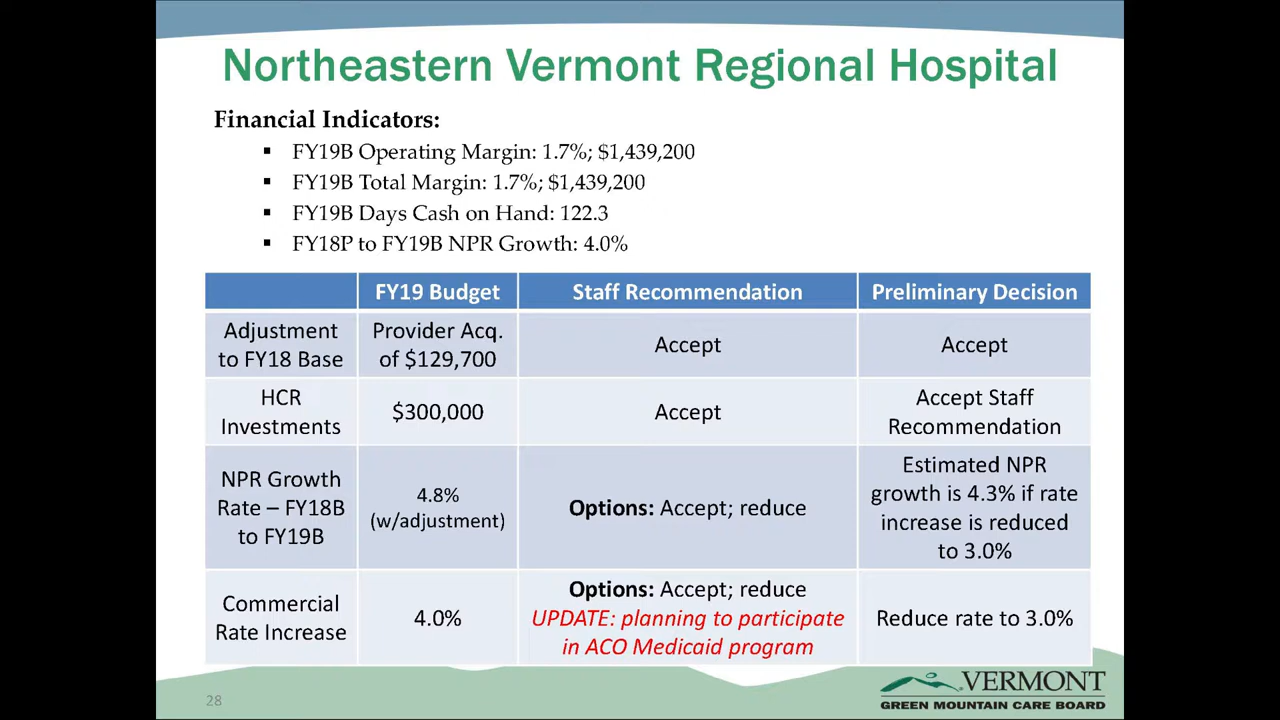 Northeastern Vermont Regional Hospital
Financial Indicators:
▪ FY19B Operating Margin: 1.7%; $1,439,200
▪ FY19B Total Margin: 1.7%; $1,439,200
▪ FY19B Days Cash on Hand: 122.3
▪ FY18P to FY19B NPR Growth: 4.0%
FY19 Budget
Staff Recommendation
Preliminary Decision
Adjustment
to FY18 Base
Provider Acq.
of $129,700
Accept
Accept
HCR
Investments
$300,000
Accept
Accept Staff
Recommendation
NPR Growth
Rate – FY18B
to FY19B
4.8%
(w/adjustment)
Options: Accept; reduce
Estimated NPR
growth is 4.3% if rate
increase is reduced
to 3.0%
Commercial
Rate Increase
4.0%
Options: Accept; reduce
UPDATE: planning to participate
in ACO Medicaid program
Reduce rate to 3.0%
28
VERMONT
GREEN MOUNTAIN CARE BOARD